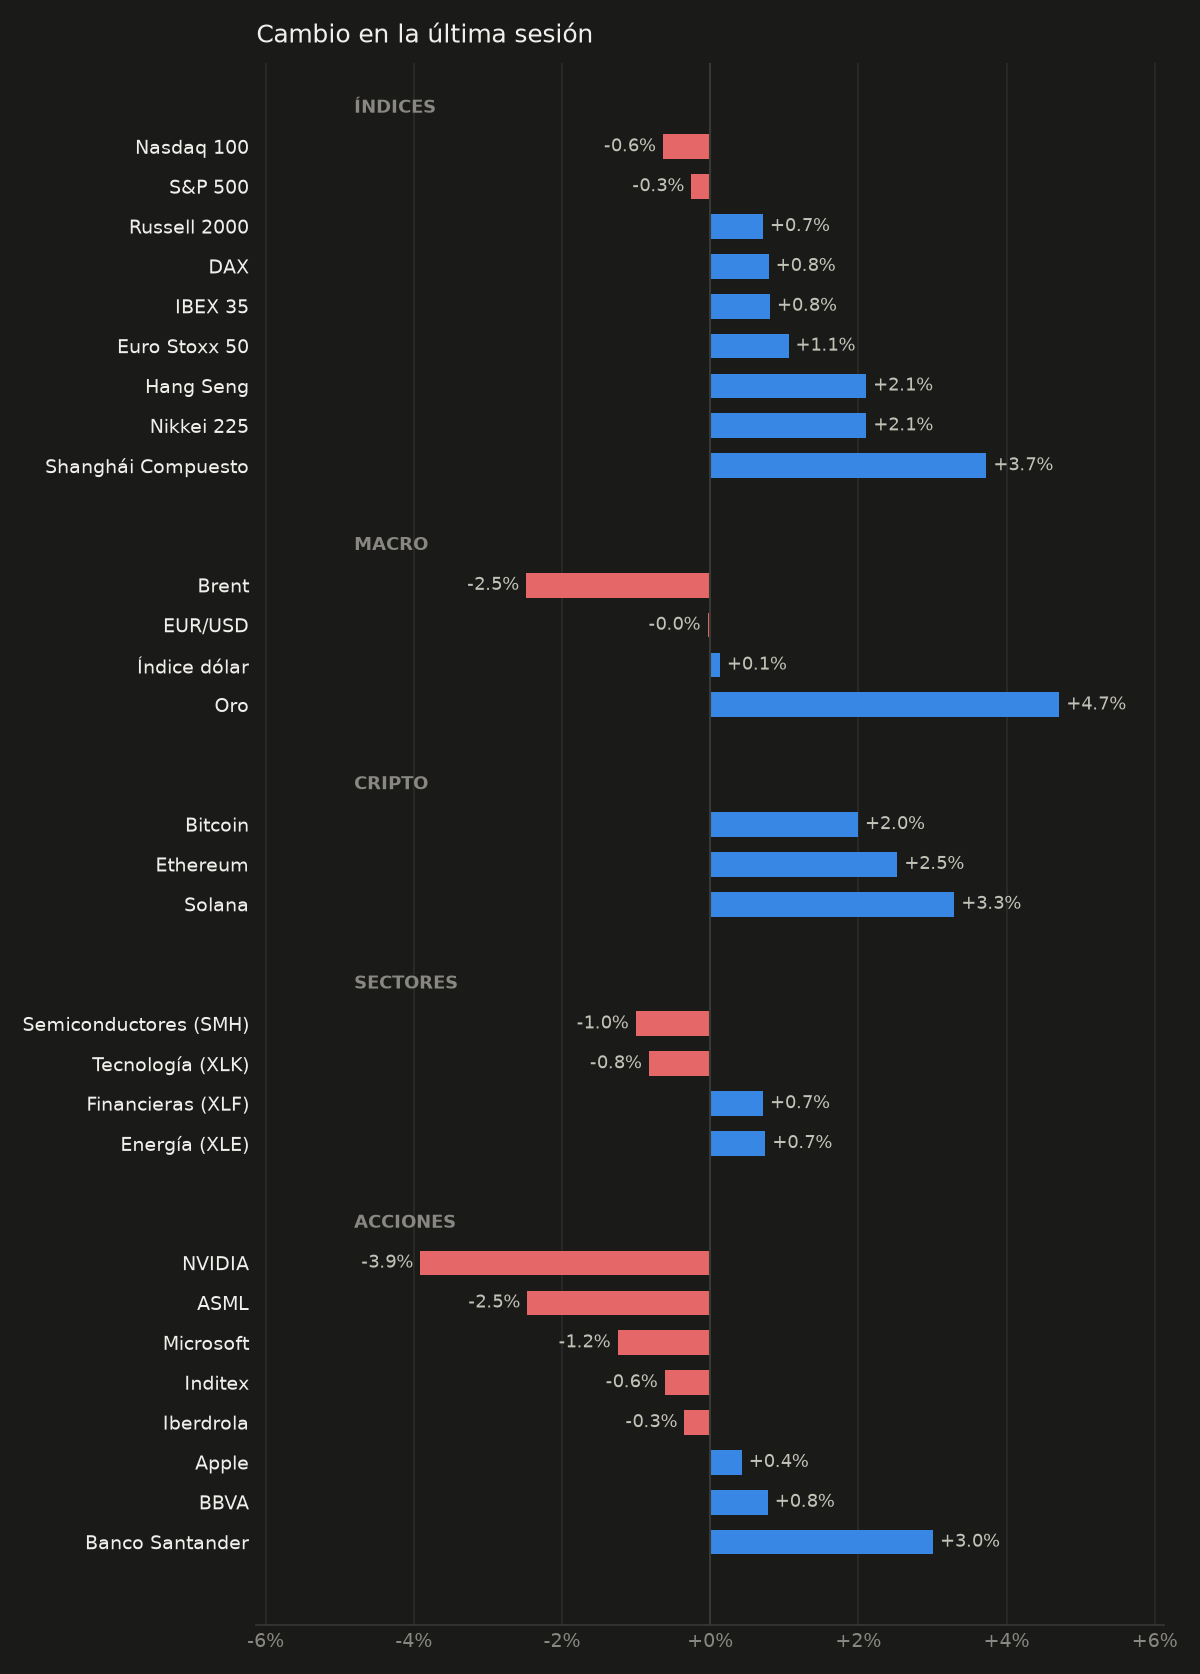 Cambio en la última sesión
ÍNDICES
Nasdaq 100 -0.6%
S&P 500 -0.3%
Russell 2000 +0.7%
DAX +0.8%
IBEX 35 +0.8%
Euro Stoxx 50 +1.1%
Hang Seng +2.1%
Nikkei 225 +2.1%
Shanghái Compuesto +3.7%
MACRO
Brent -2.5%
EUR/USD -0.0%
Índice dólar +0.1%
Oro +4.7%
CRIPTO
Bitcoin +2.0%
Ethereum +2.5%
Solana +3.3%
SECTORES
Semiconductores (SMH) -1.0%
Tecnología (XLK) -0.8%
Financieras (XLF) +0.7%
Energía (XLE) +0.7%
ACCIONES
NVIDIA -3.9%
ASML -2.5%
Microsoft -1.2%
Inditex -0.6%
Iberdrola -0.3%
Apple +0.4%
BBVA +0.8%
Banco Santander +3.0%
-6% -4% -2% +0% +2% +4% +6%